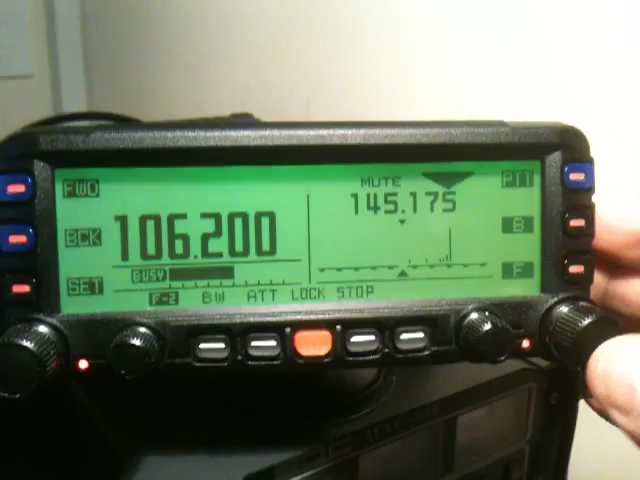 FWD
BCK
SET
106.200
BUSY
MUTE
145.175
PTT
B
F
F-2 BW ATT LOCK STOP